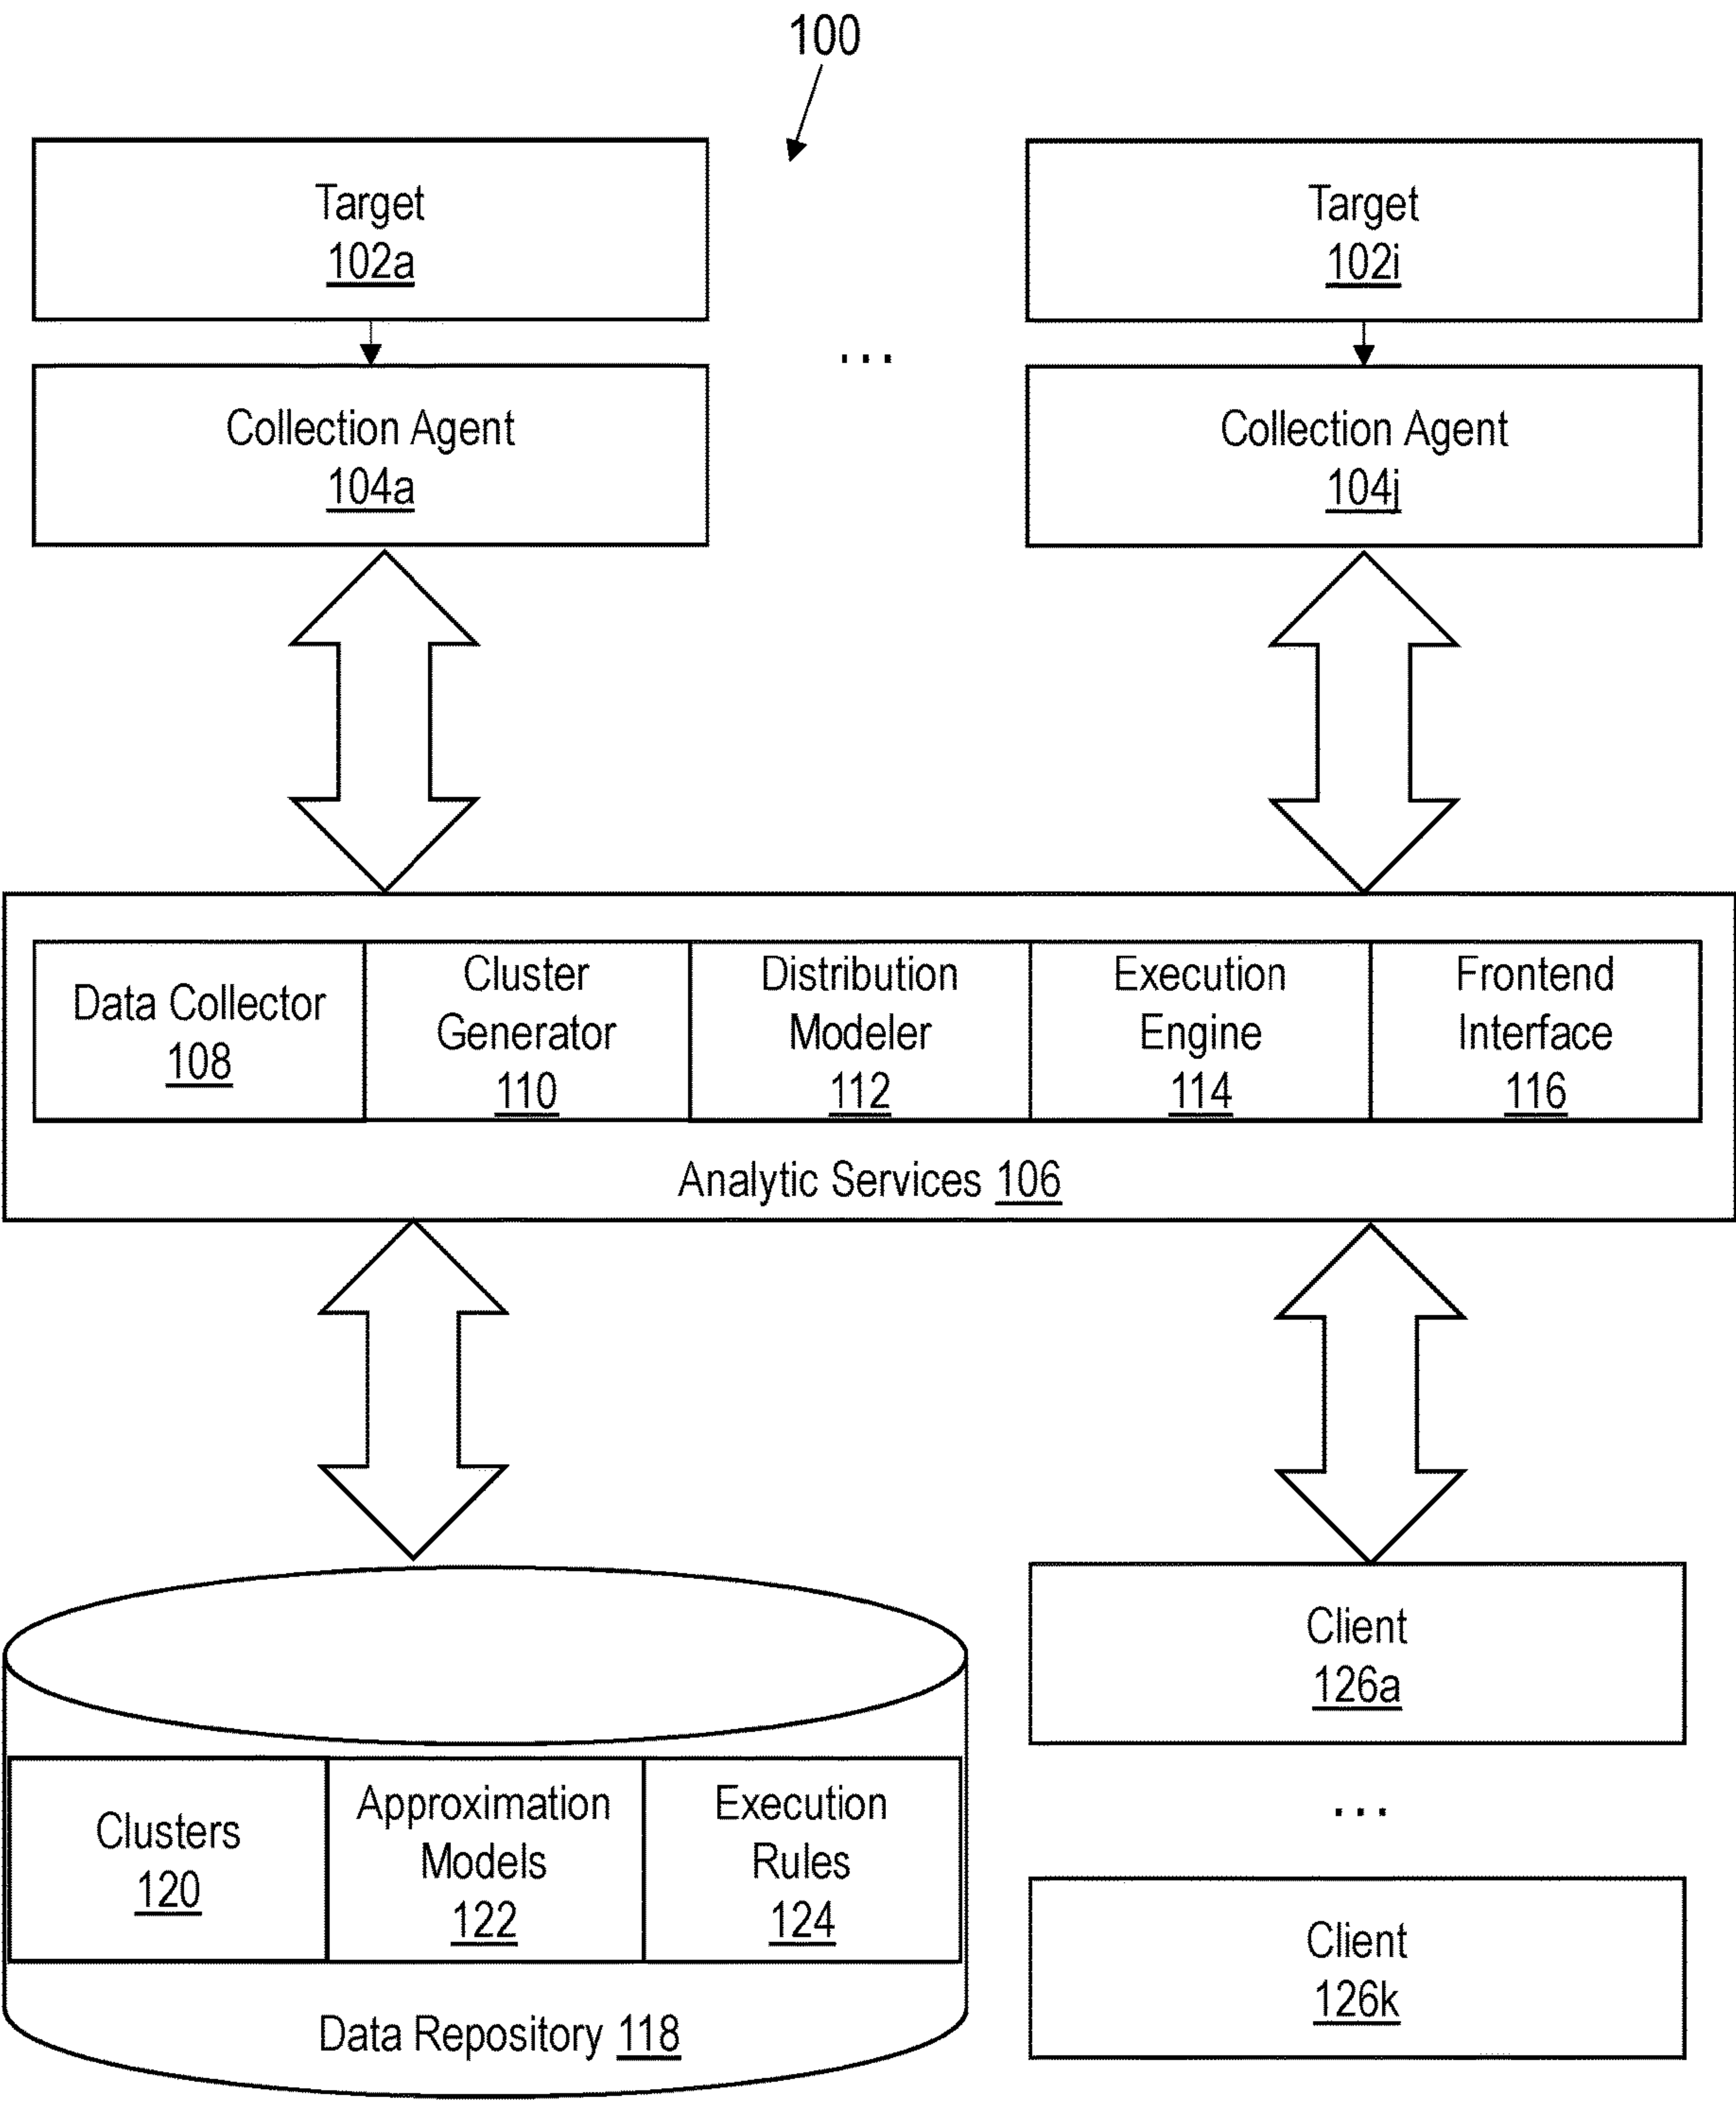 100
Target
102a
Target
102i
...
Collection Agent
104a
Collection Agent
104j
Data Collector
108
Cluster
Generator
110
Distribution
Modeler
112
Execution
Engine
114
Frontend
Interface
116
Analytic Services 106
Clusters
120
Approximation
Models
122
Execution
Rules
124
Data Repository 118
Client
126a
...
Client
126k